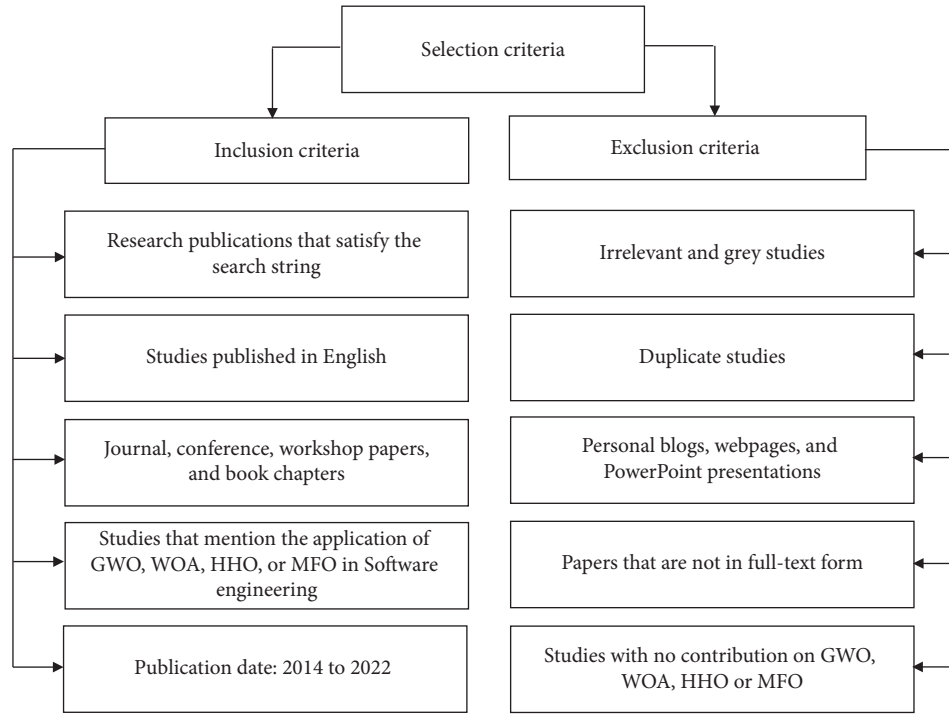 Selection criteria
Inclusion criteria
Research publications that satisfy the
search string
Studies published in English
Journal, conference, workshop papers,
and book chapters
Studies that mention the application of
GWO, WOA, HHO, or MFO in Software
engineering
Publication date: 2014 to 2022
Exclusion criteria
Irrelevant and grey studies
Duplicate studies
Personal blogs, webpages, and
PowerPoint presentations
Papers that are not in full-text form
Studies with no contribution on GWO,
WOA, HHO or MFO